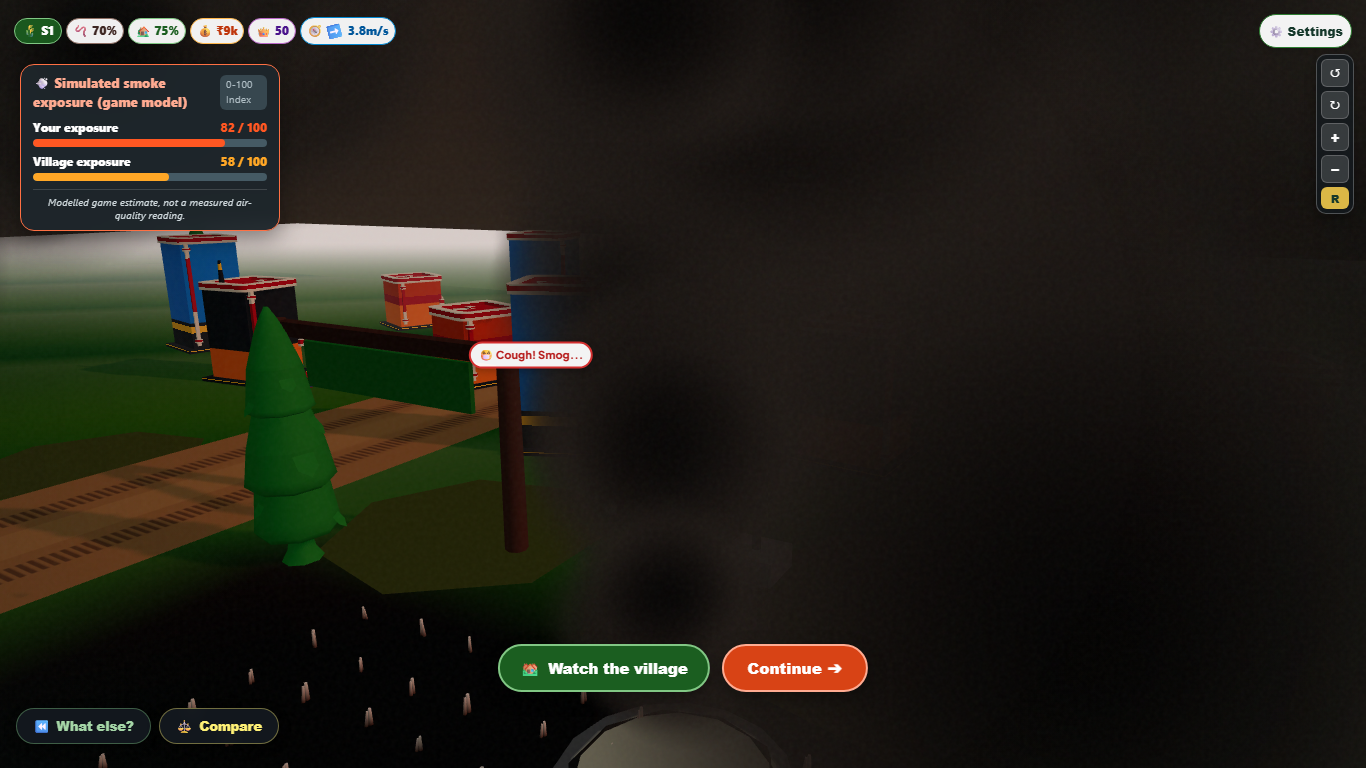 S1
70%
75%
₹9k
50
3.8m/s
Settings
Simulated smoke
exposure (game model)
0-100
Index
Your exposure
82 / 100
Village exposure
58 / 100
Modelled game estimate, not a measured air-
quality reading.
R
Cough! Smog...
Watch the village
Continue ➔
What else?
Compare